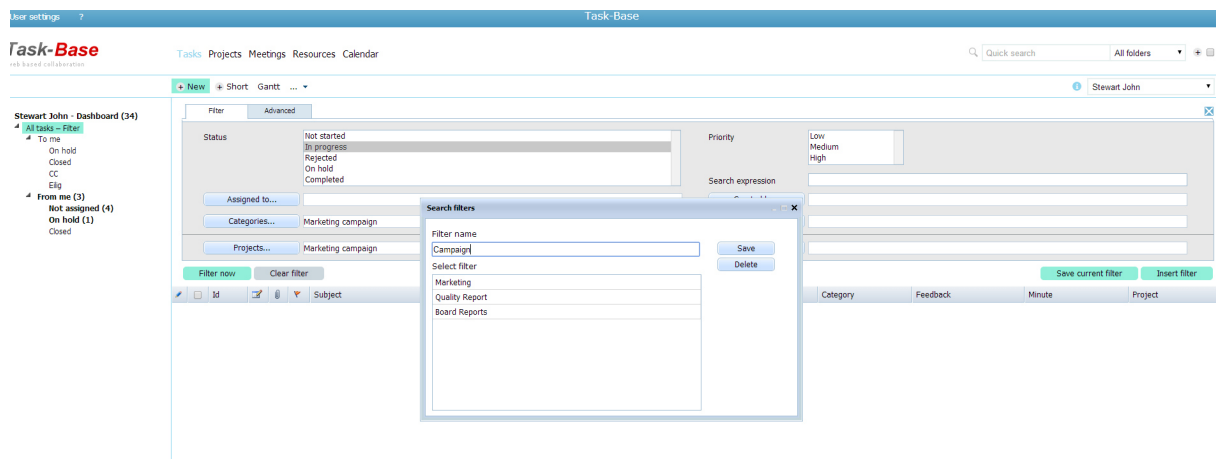 User settings ?
Task-Base
Task-Base
web based collaboration
Tasks Projects Meetings Resources Calendar
Quick search
All folders
+ New + Short Gantt ...
Stewart John
Stewart John - Dashboard (34)
All tasks – Filter
To me
On hold
Closed
CC
Eilig
From me (3)
Not assigned (4)
On hold (1)
Closed
Filter Advanced
Status
Not started
In progress
Rejected
On hold
Completed
Priority
Low
Medium
High
Search expression
Assigned to...
Categories... Marketing campaign
Projects... Marketing campaign
Search filters
Filter name
Campaign
Save
Select filter
Delete
Marketing
Quality Report
Board Reports
Filter now Clear filter
Save current filter Insert filter
Id Subject Category Feedback Minute Project